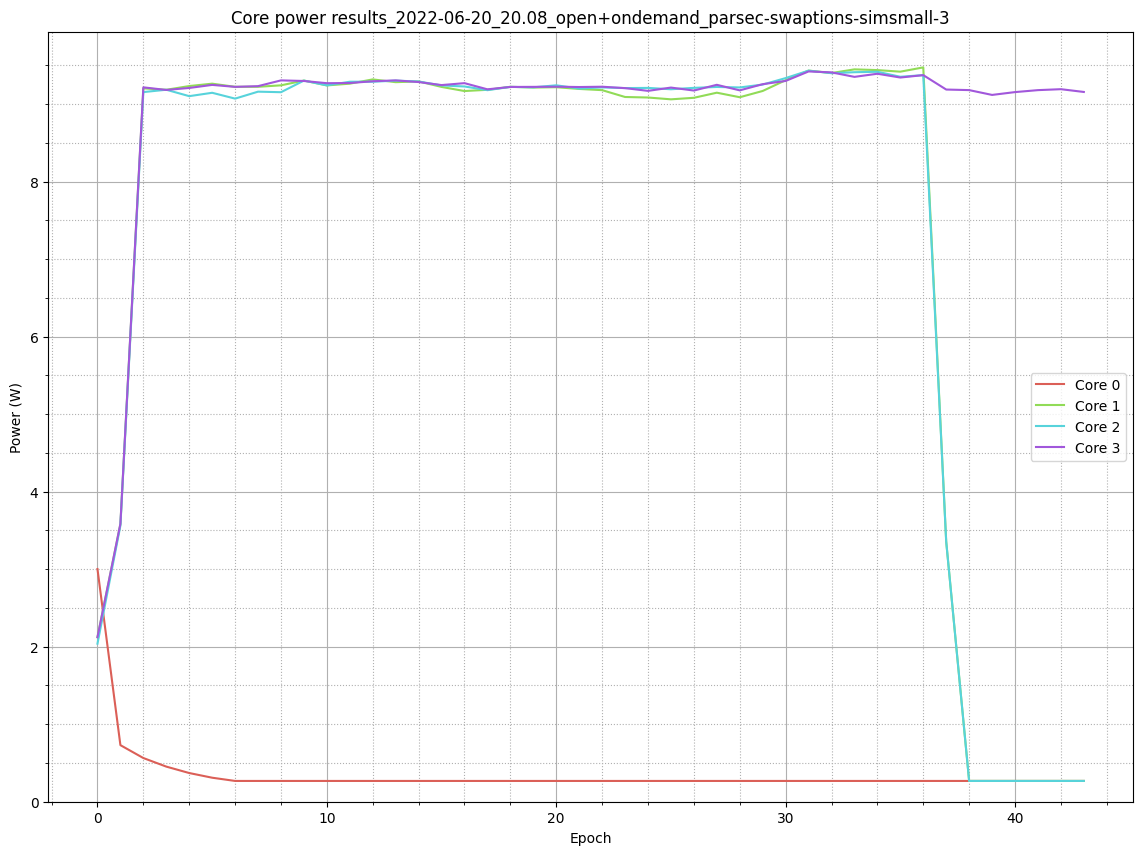 Core power results_2022-06-20_20.08_open+ondemand_parsec-swaptions-simsmall-3
Power (W)
8
6
4
2
0
0 10 20 30 40
Epoch
Core 0
Core 1
Core 2
Core 3